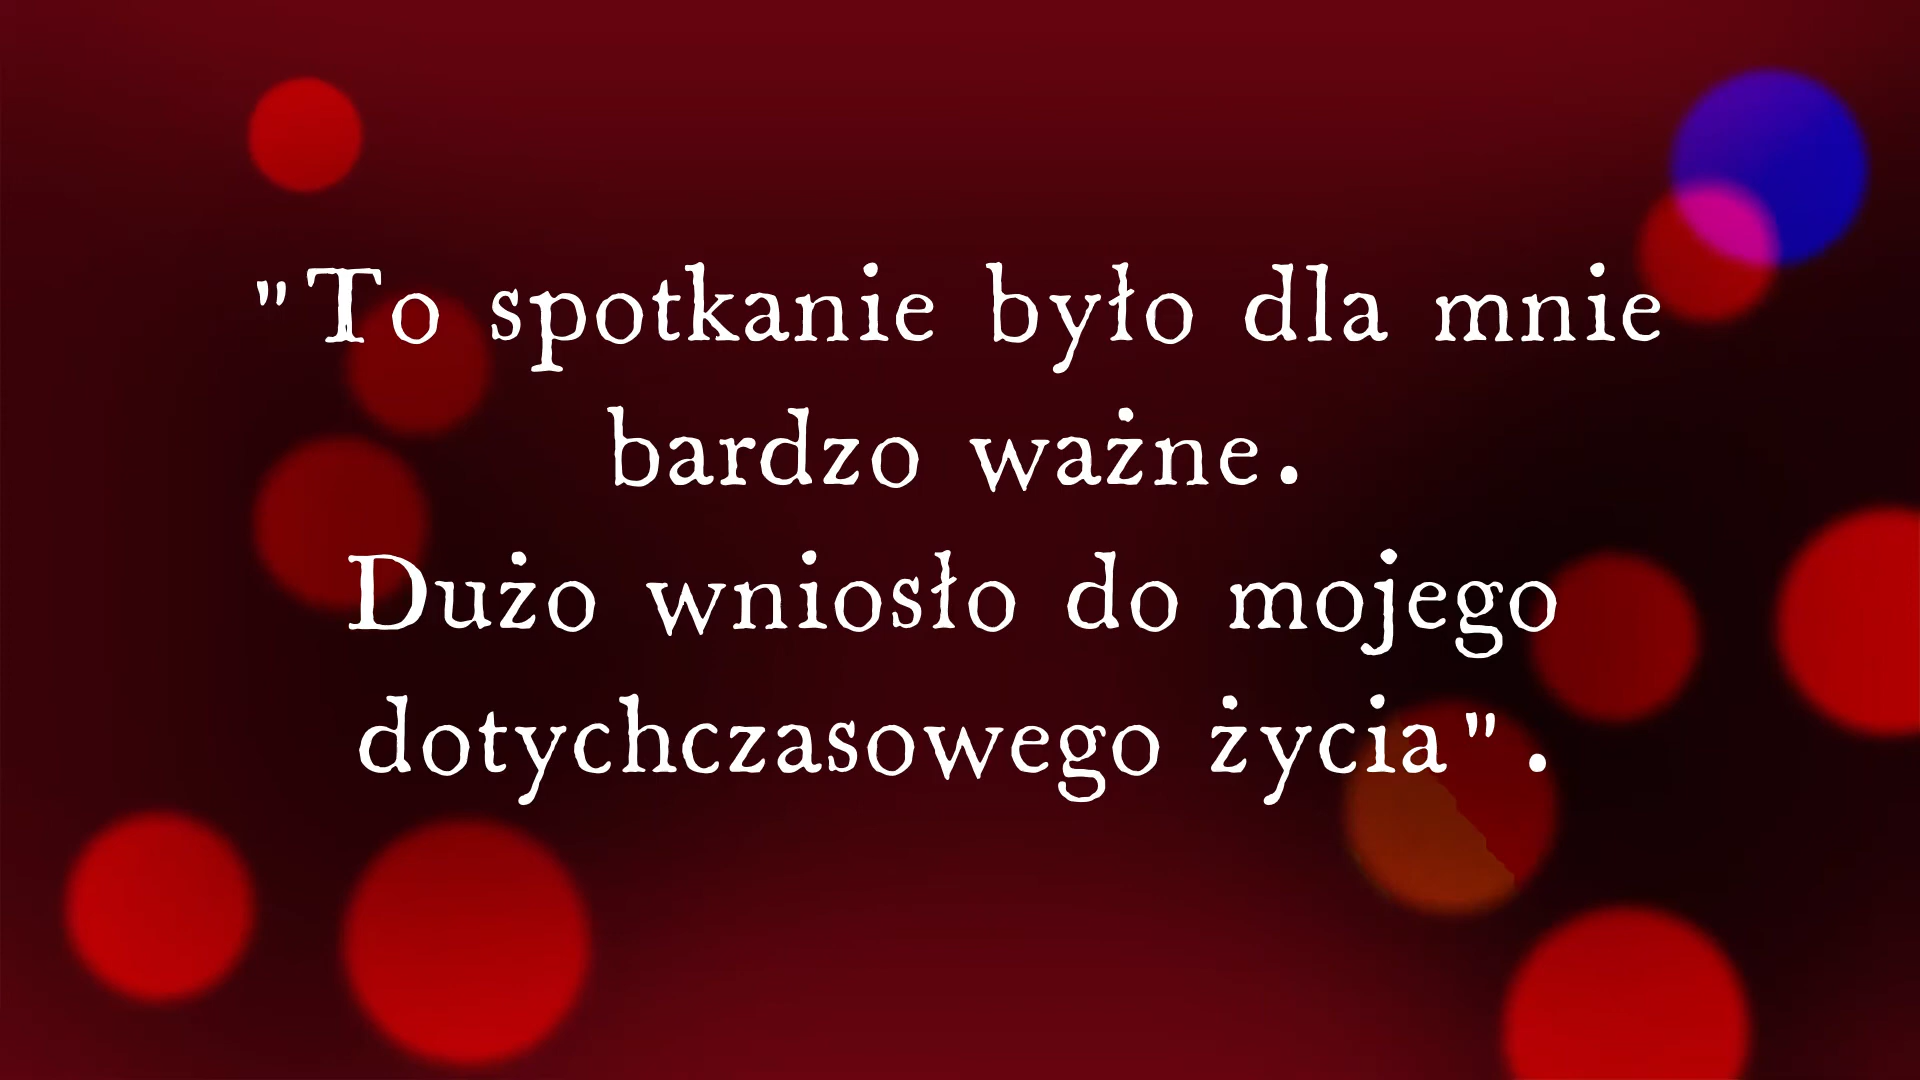 "To spotkanie było dla mnie
bardzo ważne.
Dużo wniosło do mojego
dotychczasowego życia".